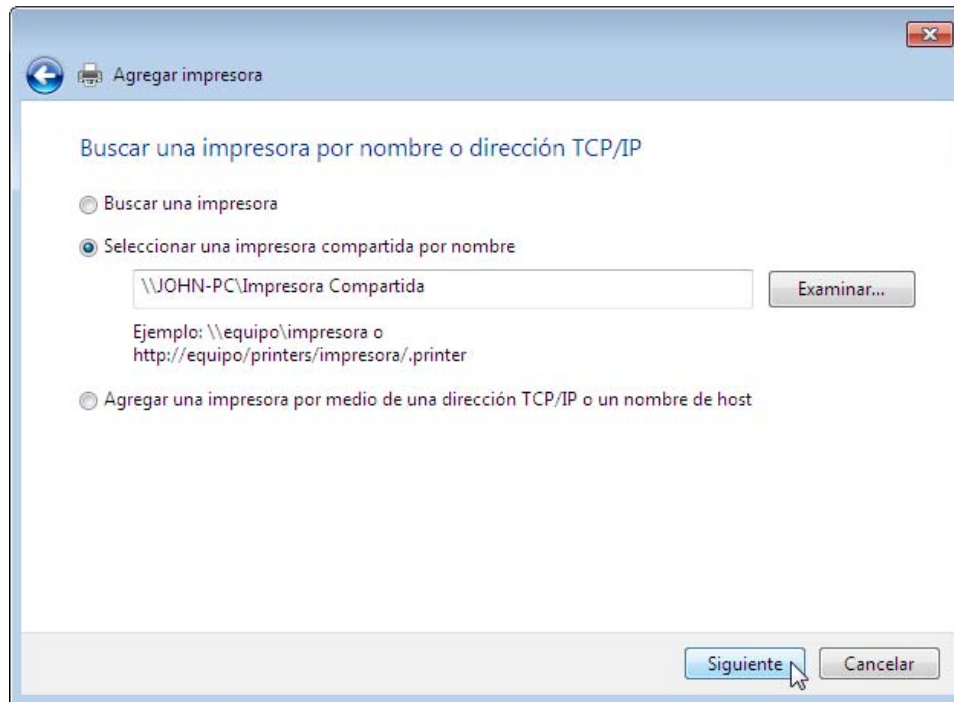 Agregar impresora
Buscar una impresora por nombre o dirección TCP/IP
Buscar una impresora
Seleccionar una impresora compartida por nombre
\\JOHN-PC\Impresora Compartida
Examinar...
Ejemplo: \\equipo\impresora o
http://equipo/printers/impresora/.printer
Agregar una impresora por medio de una dirección TCP/IP o un nombre de host
Siguiente
Cancelar